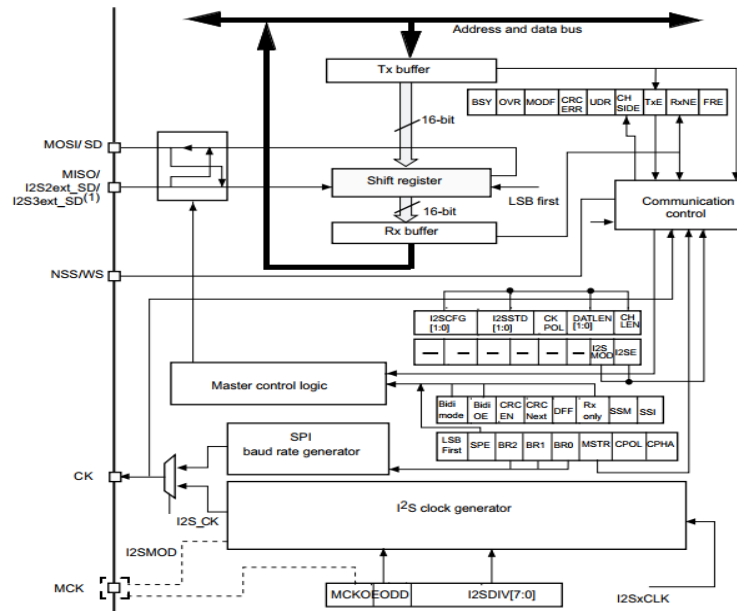 Address and data bus
Tx buffer
BSY OVR MODF CRC ERR UDR CH SIDE TxE RxNE FRE
16-bit
MOSI/ SD
MISO/
I2S2ext_SD/
I2S3ext_SD(1)
Shift register
LSB first
16-bit
Communication
control
Rx buffer
NSS/WS
I2SCFG [1:0] I2SSTD [1:0] CK POL DATLEN [1:0] CH LEN
— — — — — — I2S MOD I2SE
Master control logic
Bidi mode Bidi OE CRC EN CRC Next DFF Rx only SSM SSI
LSB First SPE BR2 BR1 BR0 MSTR CPOL CPHA
SPI
baud rate generator
CK
I2S clock generator
I2S_CK
I2SMOD
MCK
MCKOE ODD I2SDIV[7:0]
I2SxCLK